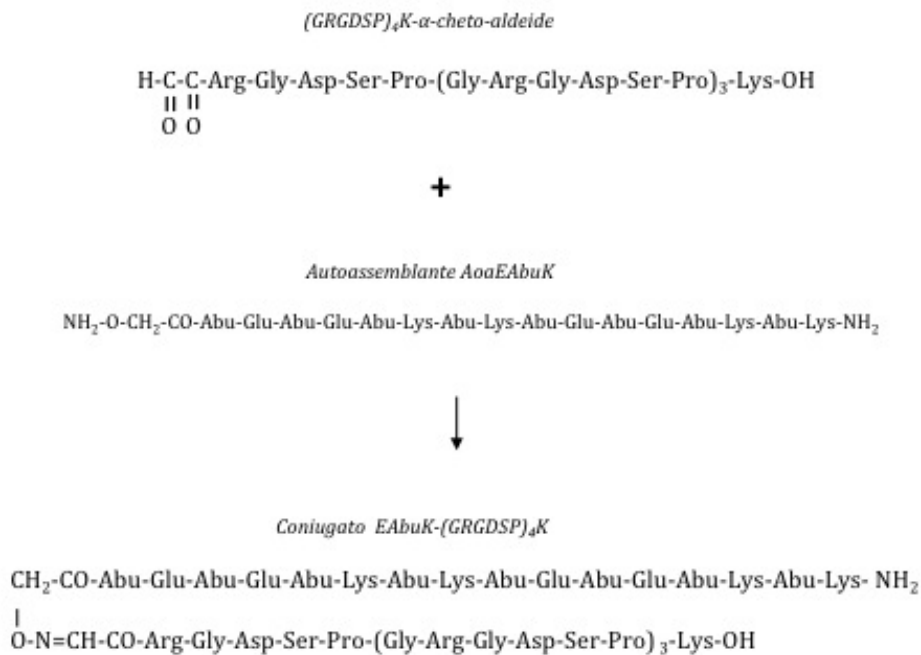 (GRGDSP)₄K-α-cheto-aldeide
H-C-C-Arg-Gly-Asp-Ser-Pro-(Gly-Arg-Gly-Asp-Ser-Pro)₃-Lys-OH
O O
+
Autoassemblante AoaEAbuK
NH₂-O-CH₂-CO-Abu-Glu-Abu-Glu-Abu-Lys-Abu-Lys-Abu-Glu-Abu-Glu-Abu-Lys-Abu-Lys-NH₂
Coniugato EAbuK-(GRGDSP)₄K
CH₂-CO-Abu-Glu-Abu-Glu-Abu-Lys-Abu-Lys-Abu-Glu-Abu-Glu-Abu-Lys-Abu-Lys- NH₂
O-N=CH-CO-Arg-Gly-Asp-Ser-Pro-(Gly-Arg-Gly-Asp-Ser-Pro)₃-Lys-OH